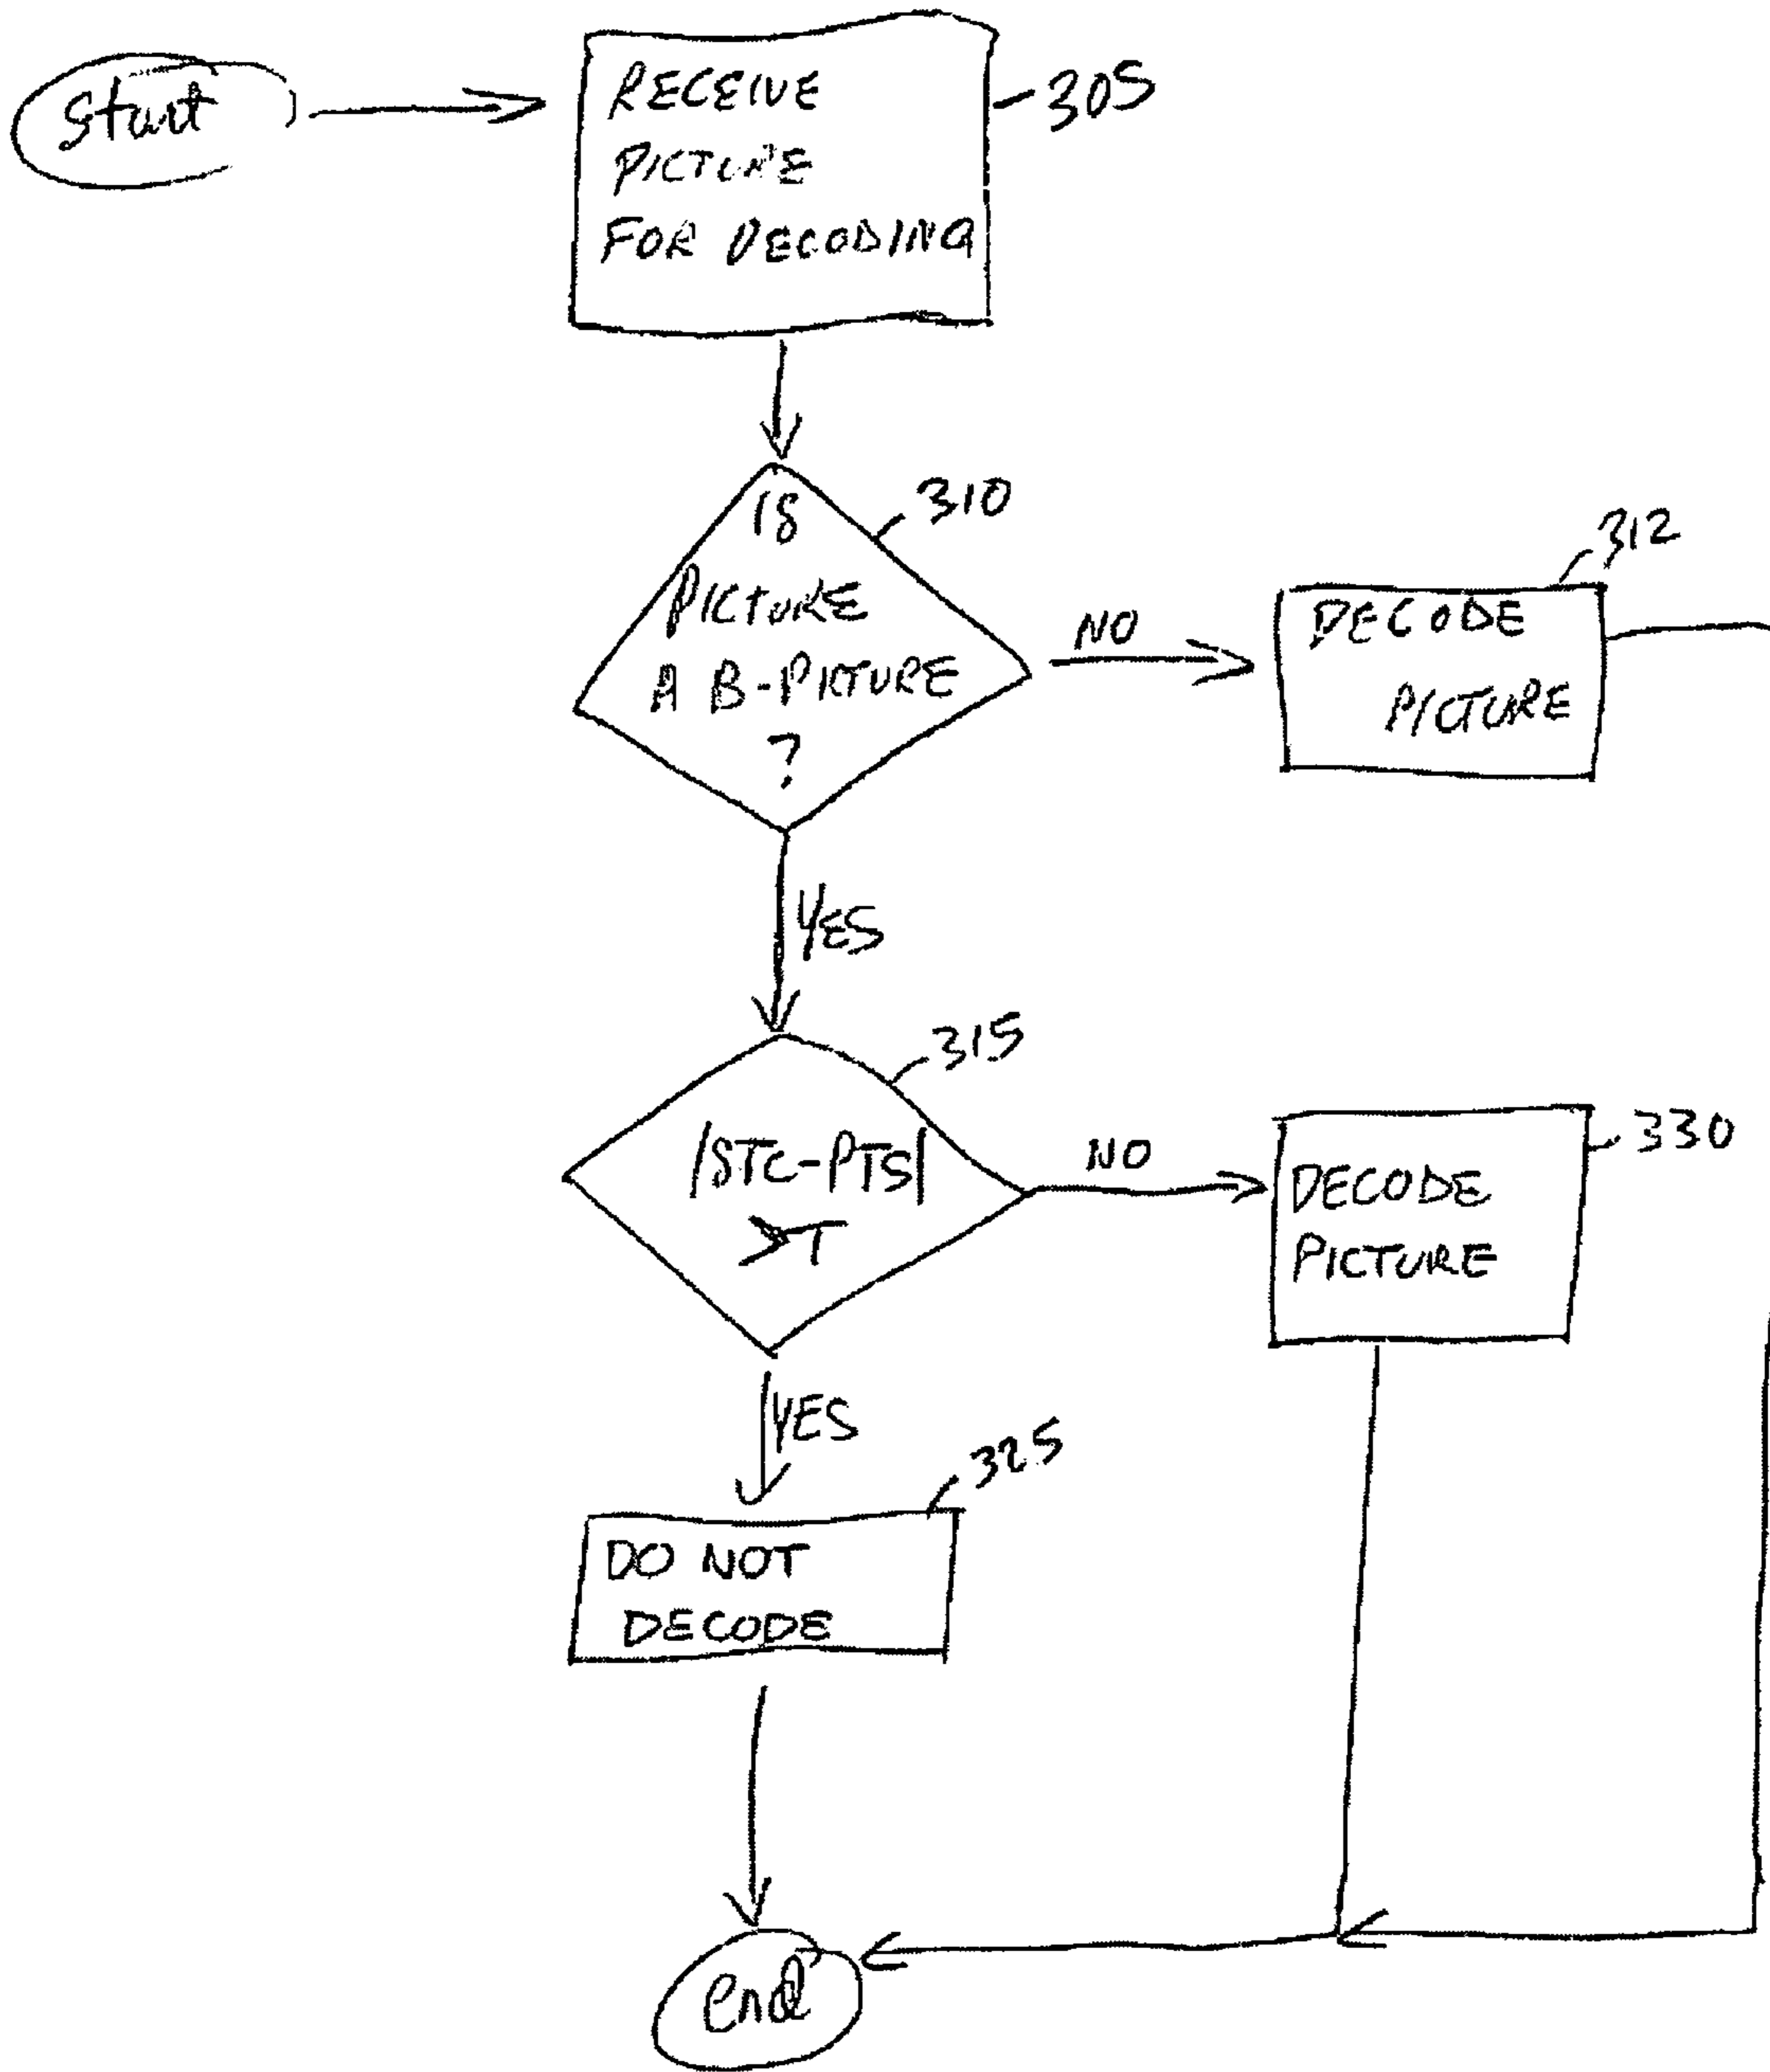 Start
RECEIVE
PICTURE
FOR DECODING
305
IS
PICTURE
A B-PICTURE
?
310
NO
DECODE
PICTURE
312
YES
|STC-PTS|
>T
315
NO
DECODE
PICTURE
330
YES
DO NOT
DECODE
325
end